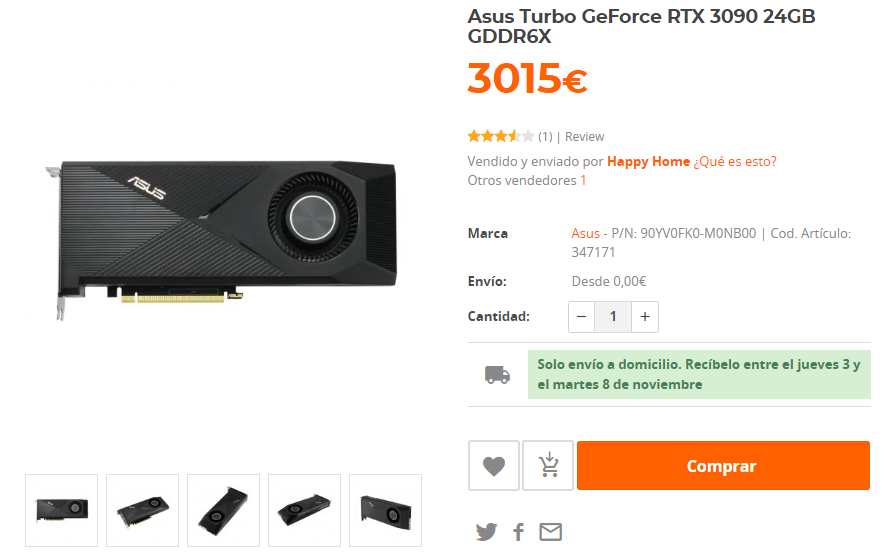 Asus Turbo GeForce RTX 3090 24GB
GDDR6X
3015€
(1) | Review
Vendido y enviado por Happy Home ¿Qué es esto?
Otros vendedores 1
Marca
Asus - P/N: 90YV0FK0-M0NB00 | Cod. Artículo:
347171
Envío:
Desde 0,00€
Cantidad:
− 1 +
Solo envío a domicilio. Recíbelo entre el jueves 3 y
el martes 8 de noviembre
Comprar
ASUS
ASUS